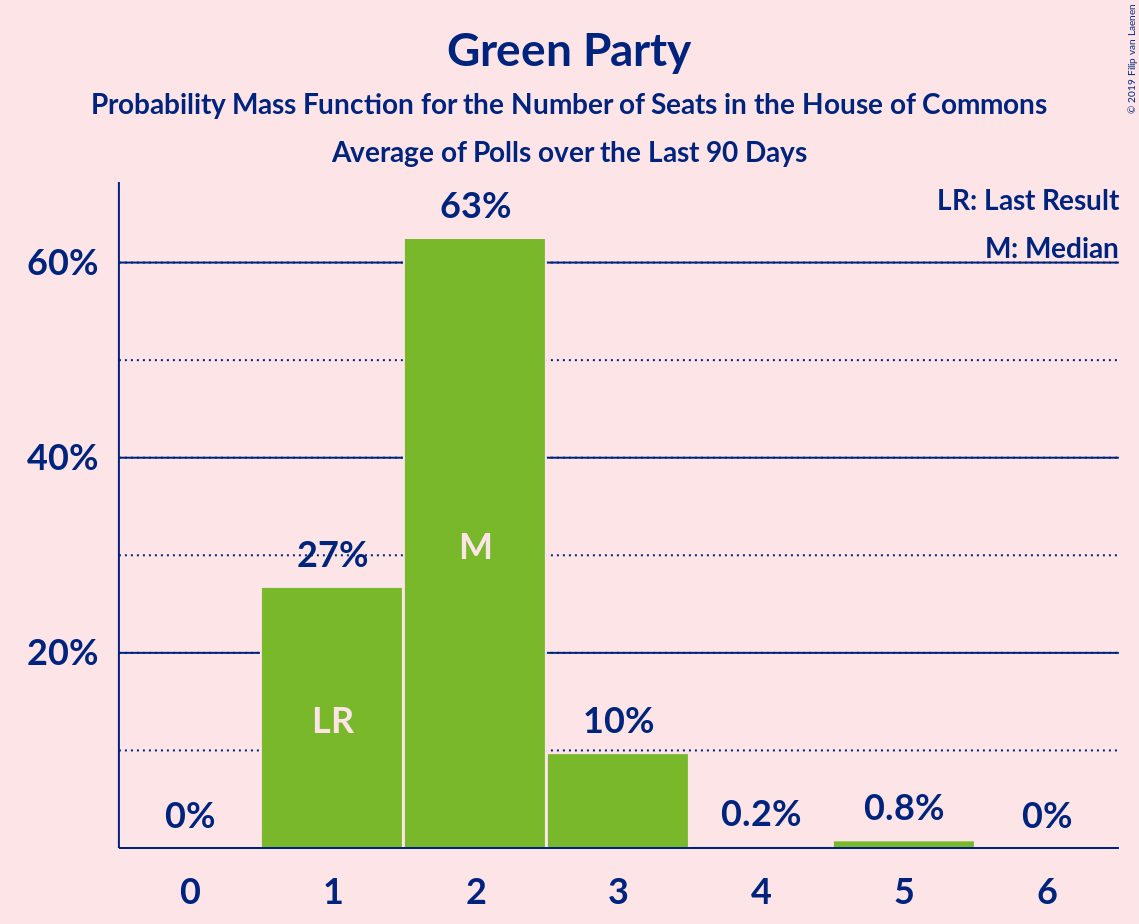 Green Party
Probability Mass Function for the Number of Seats in the House of Commons
Average of Polls over the Last 90 Days
© 2019 Filip van Laenen
LR: Last Result
M: Median
60%
40%
20%
0%
27%
63%
10%
0.2%
0.8%
0%
LR
M
0 1 2 3 4 5 6